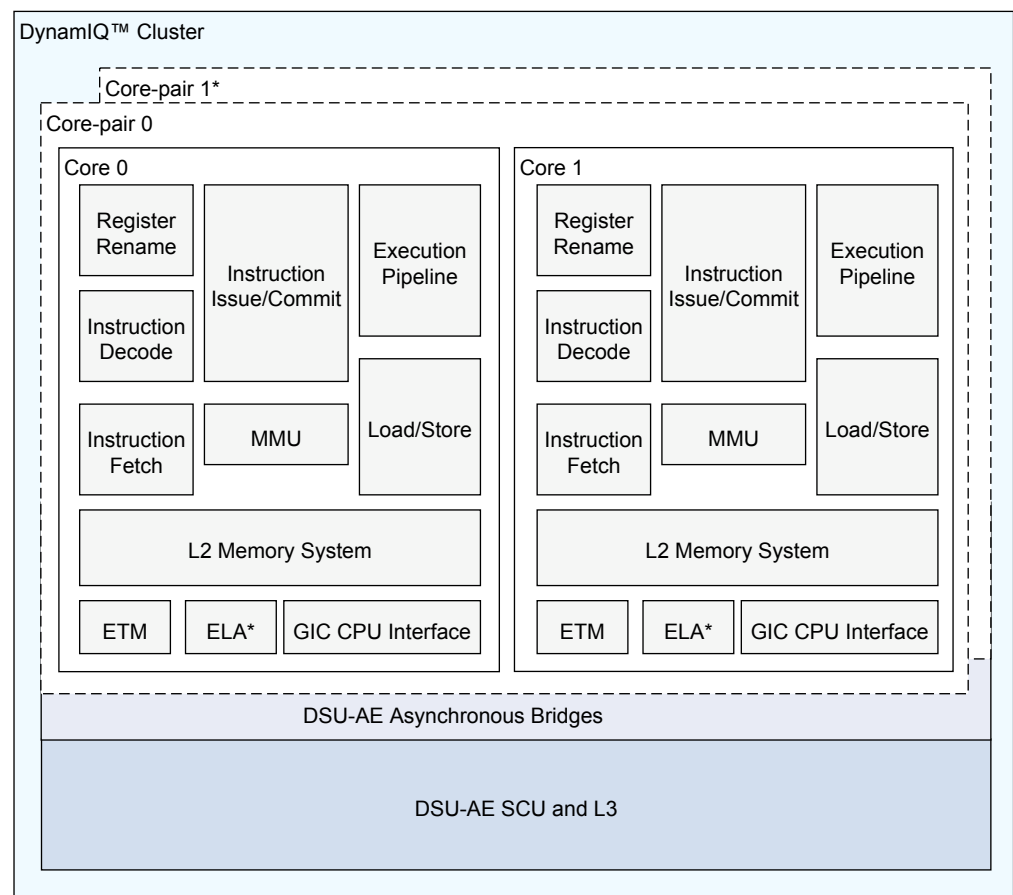 DynamIQ™ Cluster
Core-pair 1*
Core-pair 0
Core 0
Register
Rename
Instruction
Issue/Commit
Execution
Pipeline
Instruction
Decode
Instruction
Fetch
MMU
Load/Store
L2 Memory System
ETM
ELA*
GIC CPU Interface
Core 1
Register
Rename
Instruction
Issue/Commit
Execution
Pipeline
Instruction
Decode
Instruction
Fetch
MMU
Load/Store
L2 Memory System
ETM
ELA*
GIC CPU Interface
DSU-AE Asynchronous Bridges
DSU-AE SCU and L3